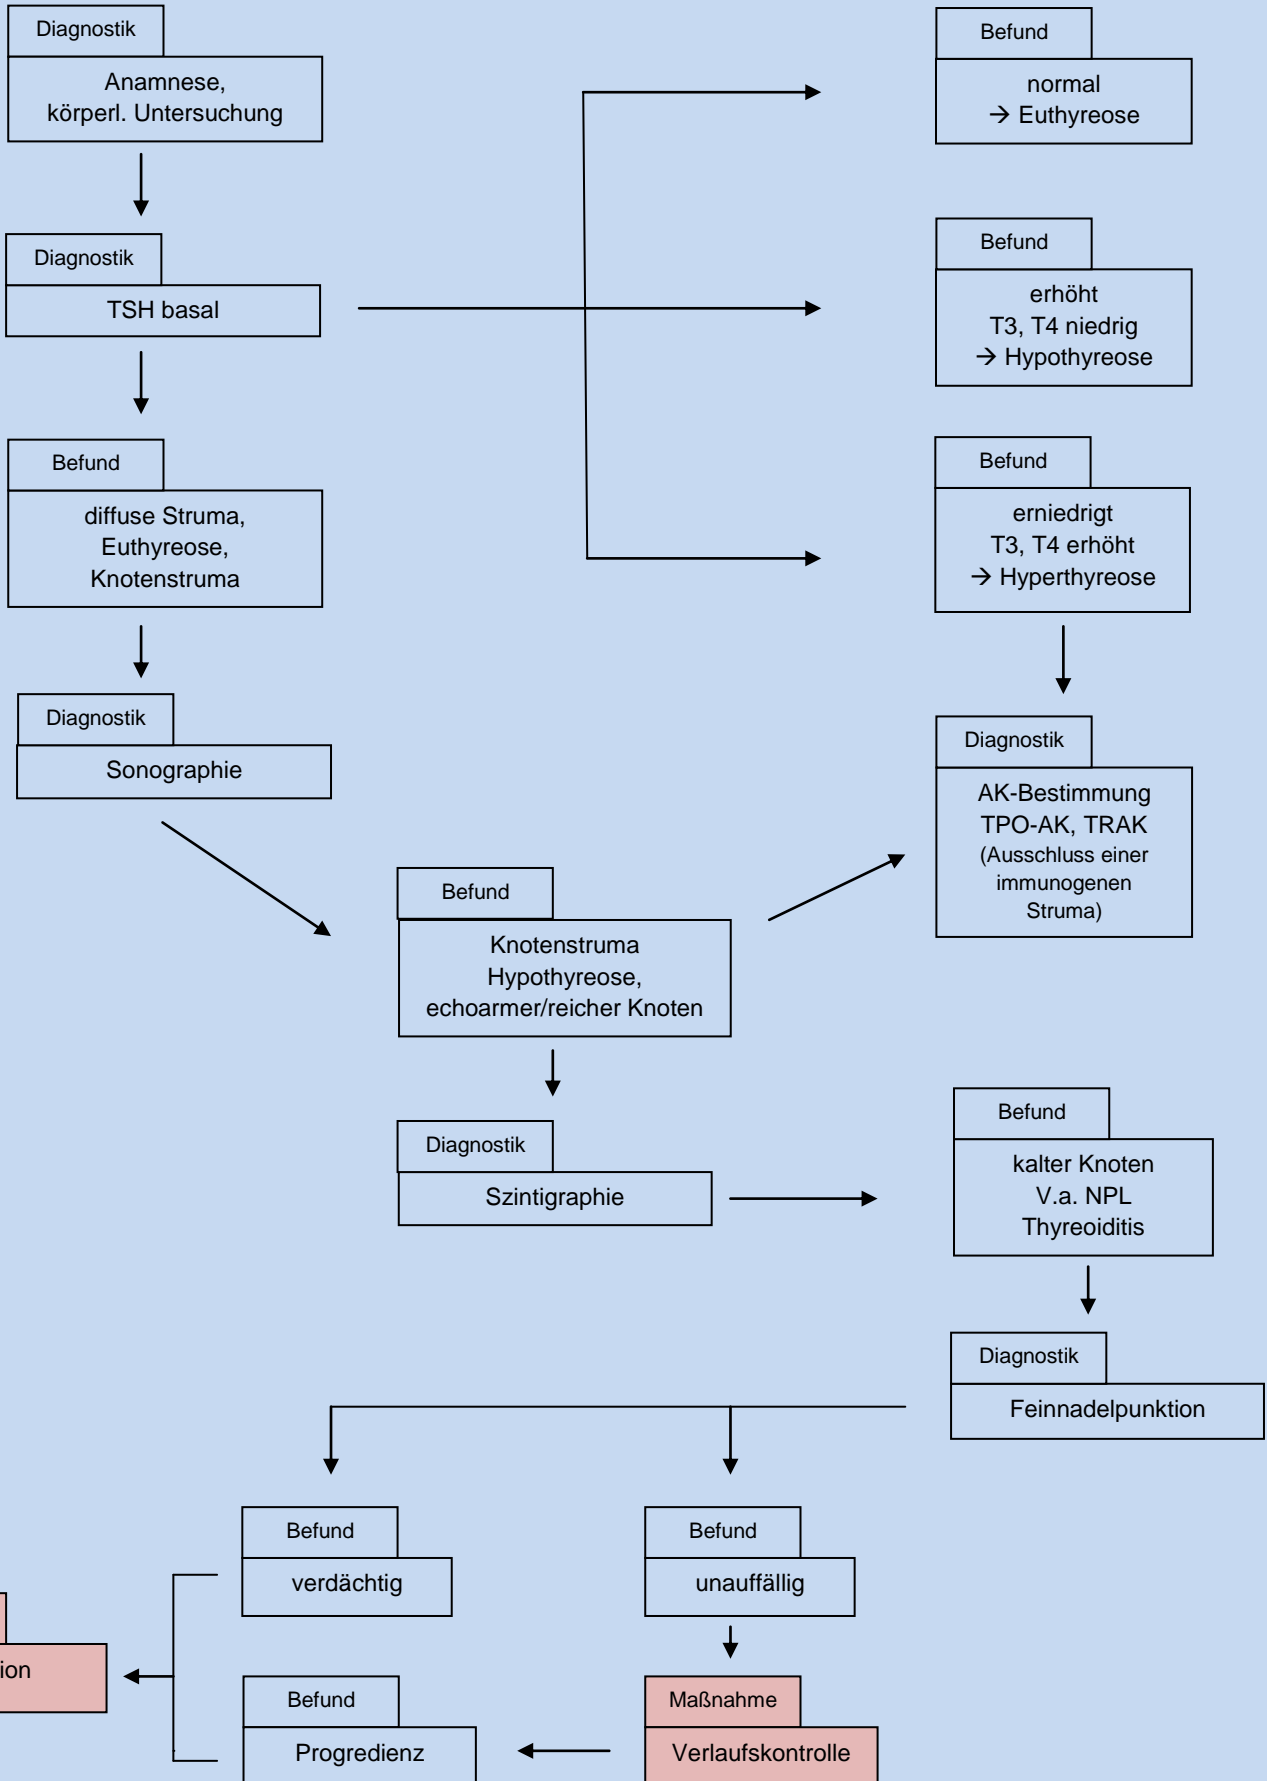 Diagnostik
Anamnese,
körperl. Untersuchung
Befund
normal
→ Euthyreose
Diagnostik
TSH basal
Befund
erhöht
T3, T4 niedrig
→ Hypothyreose
Befund
diffuse Struma,
Euthyreose,
Knotenstruma
Befund
erniedrigt
T3, T4 erhöht
→ Hyperthyreose
Diagnostik
Sonographie
Diagnostik
AK-Bestimmung
TPO-AK, TRAK
(Ausschluss einer
immunogenen
Struma)
Befund
Knotenstruma
Hypothyreose,
echoarmer/reicher Knoten
Diagnostik
Szintigraphie
Befund
kalter Knoten
V.a. NPL
Thyreoiditis
Diagnostik
Feinnadelpunktion
Befund
verdächtig
Befund
unauffällig
Befund
Progredienz
Maßnahme
Verlaufskontrolle